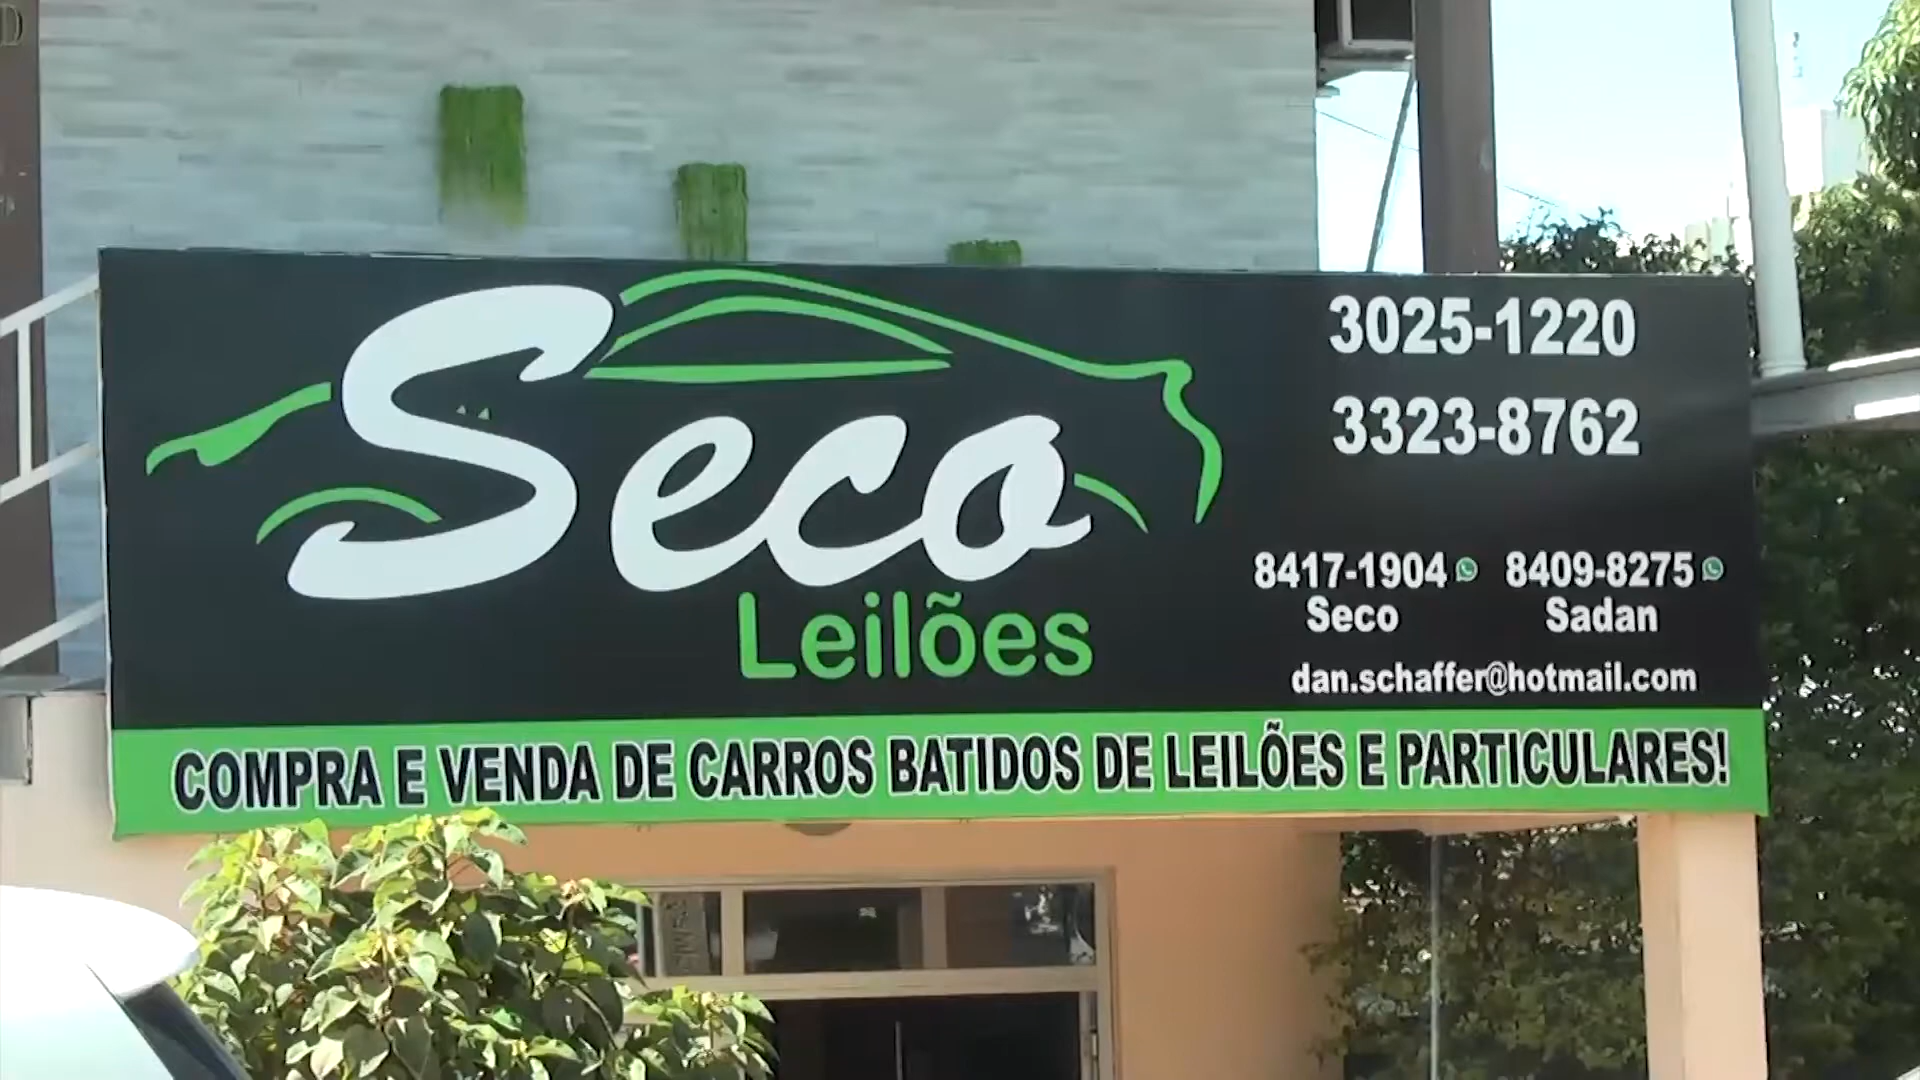 Seco
Leilões
3025-1220
3323-8762
8417-1904 8409-8275
Seco Sadan
dan.schaffer@hotmail.com
COMPRA E VENDA DE CARROS BATIDOS DE LEILÕES E PARTICULARES!